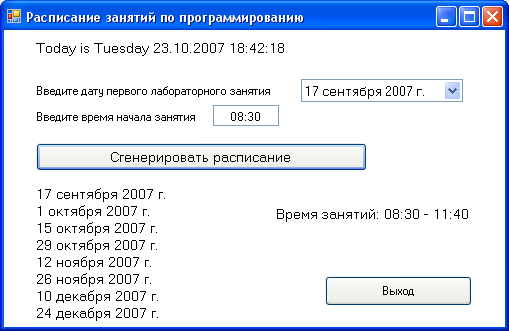 Расписание занятий по программированию
Today is Tuesday 23.10.2007 18:42:18
Введите дату первого лабораторного занятия
17 сентября 2007 г.
Введите время начала занятия
08:30
Сгенерировать расписание
17 сентября 2007 г.
1 октября 2007 г.
15 октября 2007 г.
29 октября 2007 г.
12 ноября 2007 г.
26 ноября 2007 г.
10 декабря 2007 г.
24 декабря 2007 г.
Время занятий: 08:30 - 11:40
Выход